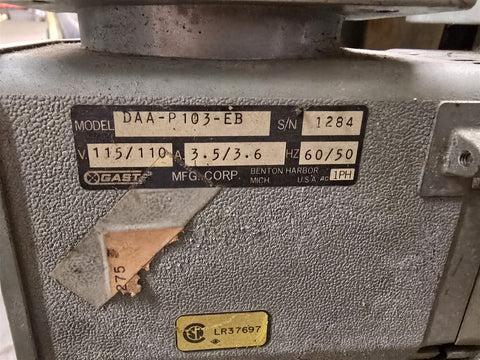 MODEL DAA-P103-EB S/N 1284
V. 115/110 A. 3.5/3.6 HZ 60/50
GAST MFG. CORP. BENTON HARBOR
MICH. U.S.A. AC 1PH
275
LR37697